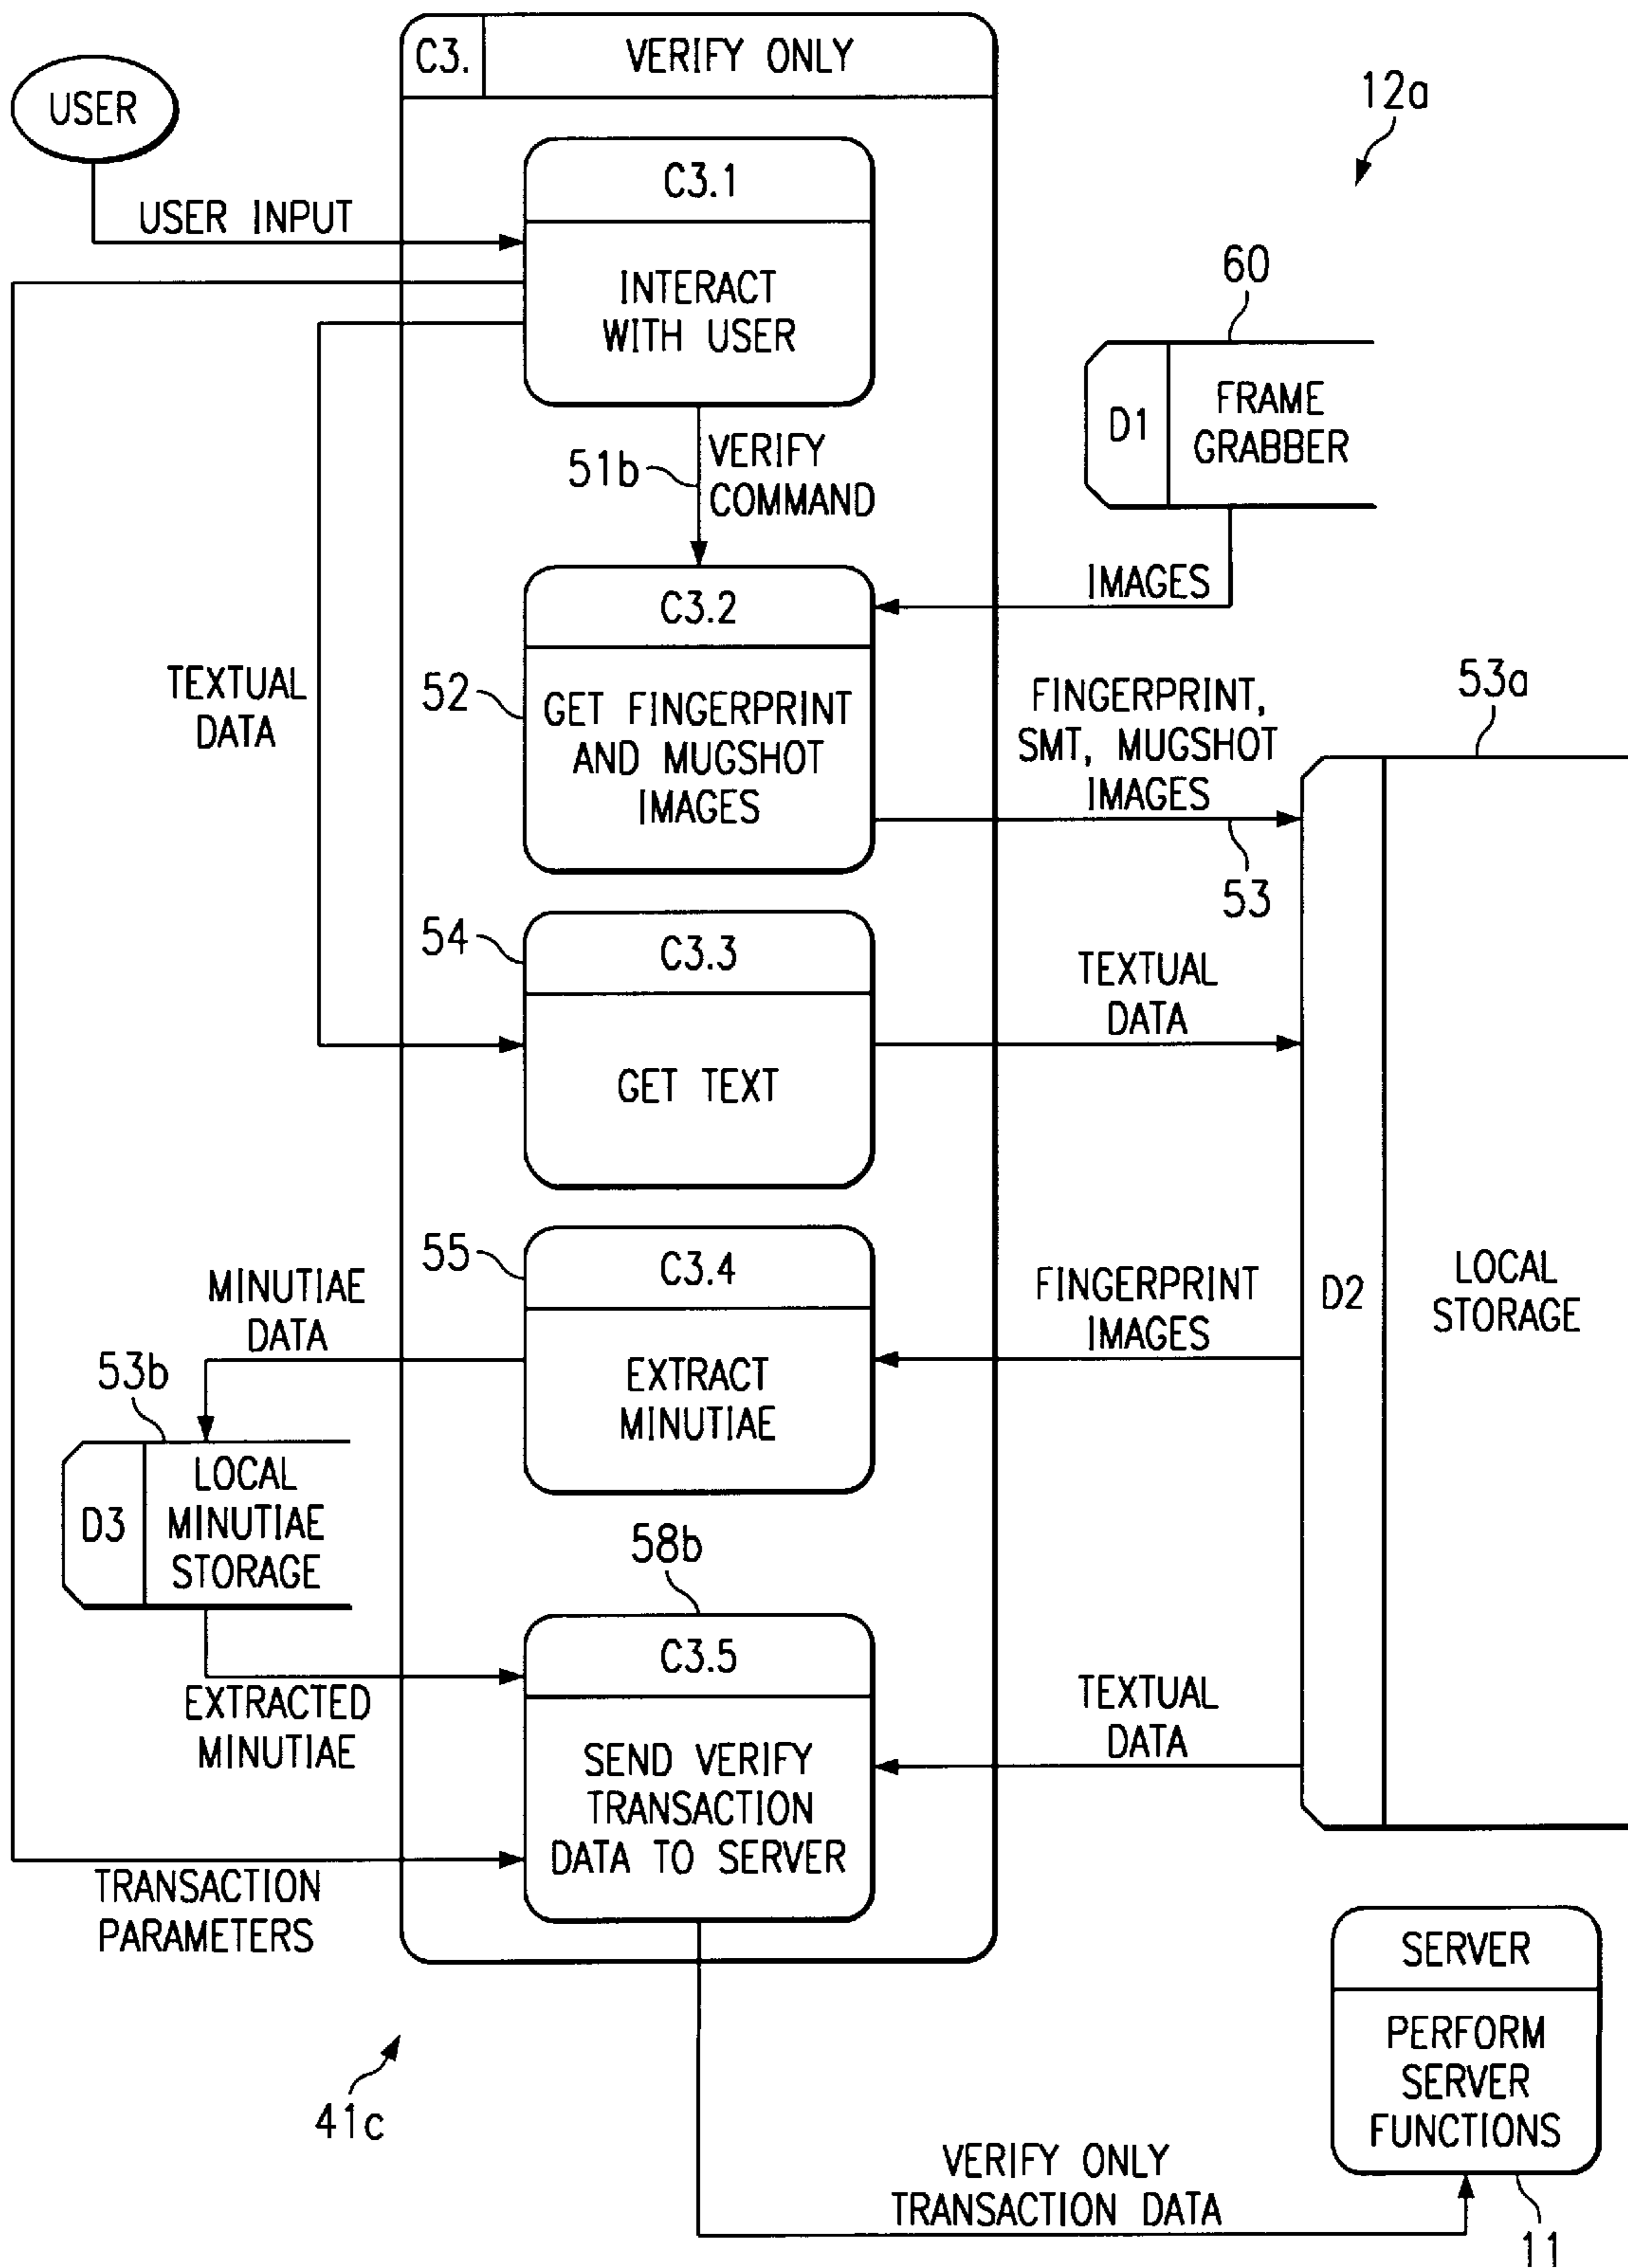 C3.
VERIFY ONLY
USER
12a
C3.1
USER INPUT
INTERACT
WITH USER
60
D1
FRAME
GRABBER
51b
VERIFY
COMMAND
IMAGES
C3.2
TEXTUAL
DATA
52
GET FINGERPRINT
AND MUGSHOT
IMAGES
FINGERPRINT,
SMT, MUGSHOT
IMAGES
53a
53
54
C3.3
GET TEXT
TEXTUAL
DATA
55
C3.4
EXTRACT
MINUTIAE
MINUTIAE
DATA
FINGERPRINT
IMAGES
D2
LOCAL
STORAGE
53b
D3
LOCAL
MINUTIAE
STORAGE
58b
C3.5
EXTRACTED
MINUTIAE
SEND VERIFY
TRANSACTION
DATA TO SERVER
TEXTUAL
DATA
TRANSACTION
PARAMETERS
SERVER
PERFORM
SERVER
FUNCTIONS
41c
VERIFY ONLY
TRANSACTION DATA
11